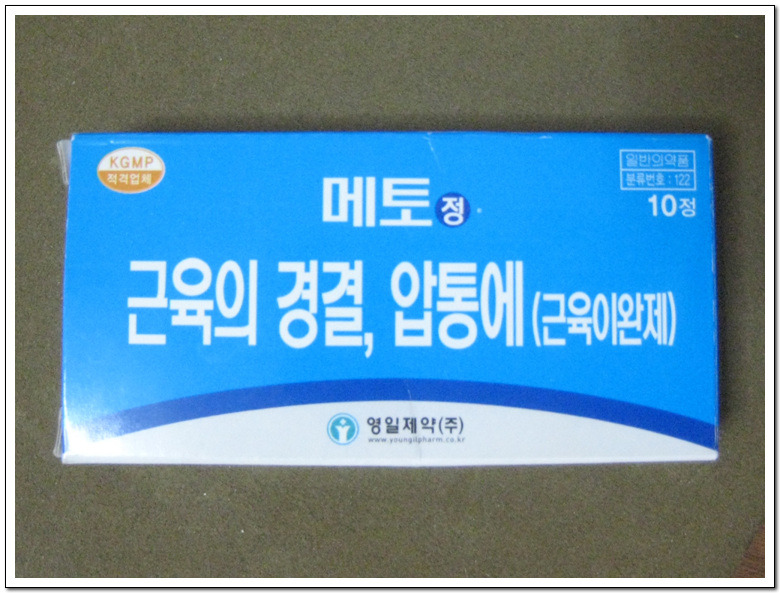 KGMP
적격업체
일반의약품
분류번호 : 122
10정
메토정
근육의 경결, 압통에 (근육이완제)
영일제약(주)
www.youngilpharm.co.kr